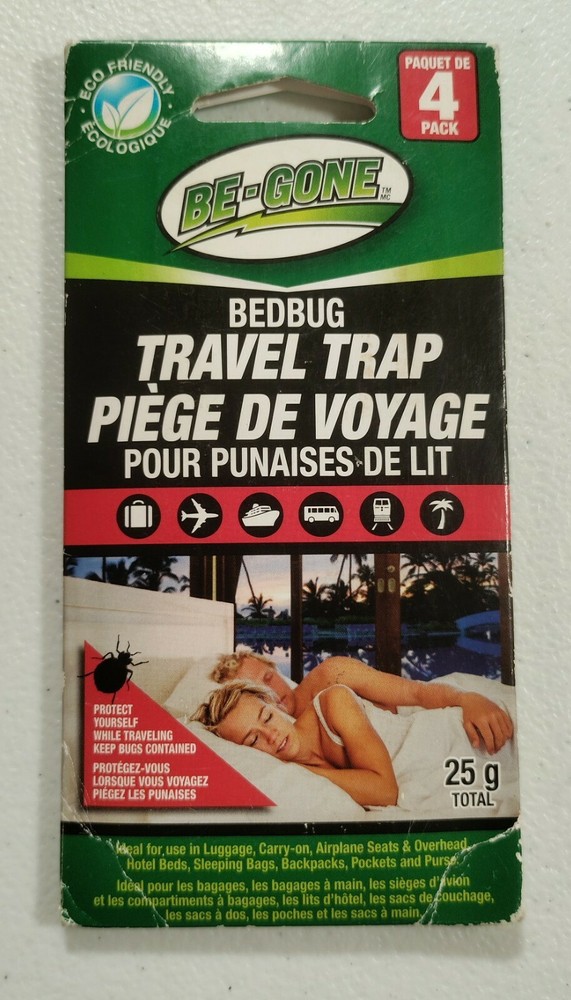 ECO FRIENDLY
ÉCOLOGIQUE
PAQUET DE
4
PACK
BE-GONE TM MC
BEDBUG
TRAVEL TRAP
PIÈGE DE VOYAGE
POUR PUNAISES DE LIT
PROTECT
YOURSELF
WHILE TRAVELING
KEEP BUGS CONTAINED
PROTÉGEZ-VOUS
LORSQUE VOUS VOYAGEZ
PIÉGEZ LES PUNAISES
25 g
TOTAL
Ideal for use in Luggage, Carry-on, Airplane Seats & Overhead,
Hotel Beds, Sleeping Bags, Backpacks, Pockets and Purse.
Idéal pour les bagages, les bagages à main, les sièges d'avion
et les compartiments à bagages, les lits d'hôtel, les sacs de couchage,
les sacs à dos, les poches et les sacs à main.